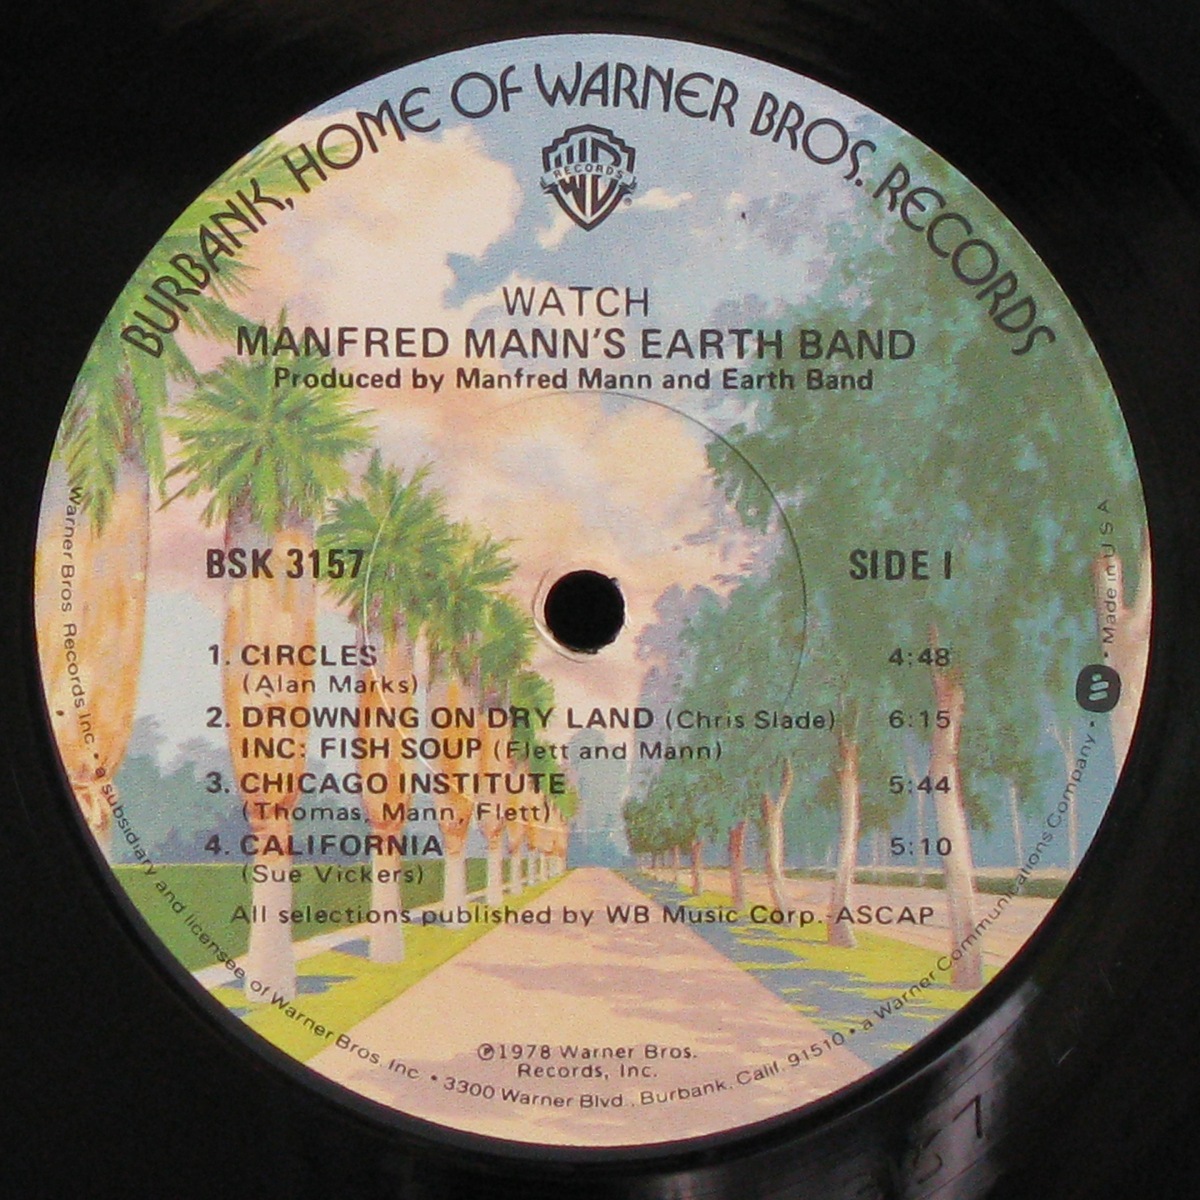 BURBANK, HOME OF WARNER BROS. RECORDS
RECORDS
®
WATCH
MANFRED MANN'S EARTH BAND
Produced by Manfred Mann and Earth Band
BSK 3157
SIDE 1
1. CIRCLES 4:48
(Alan Marks)
2. DROWNING ON DRY LAND (Chris Slade) 6:15
INC: FISH SOUP (Flett and Mann)
3. CHICAGO INSTITUTE 5:44
(Thomas, Mann, Flett)
4. CALIFORNIA 5:10
(Sue Vickers)
All selections published by WB Music Corp.-ASCAP
℗1978 Warner Bros.
Records, Inc.
Warner Bros Records Inc. • a subsidiary and licensee of Warner Bros. Inc. • 3300 Warner Blvd., Burbank, Calif. 91510 • a Warner Communications Company • Made in U S A